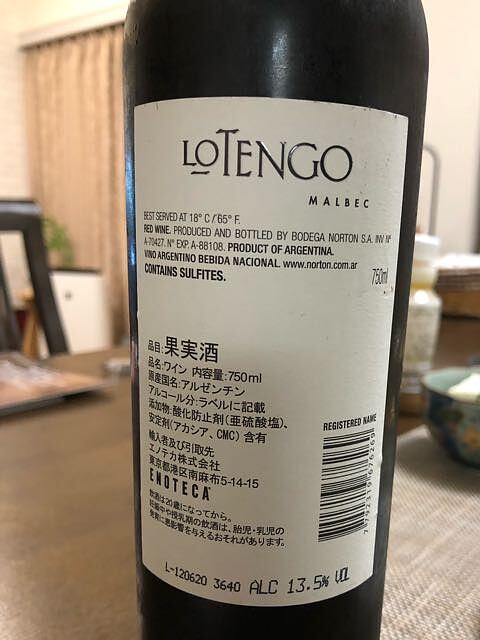 LOTENGO
MALBEC
BEST SERVED AT 18° C / 65° F.
RED WINE. PRODUCED AND BOTTLED BY BODEGA NORTON S.A. INV Nº
A-70427. Nº EXP. A-88108. PRODUCT OF ARGENTINA.
VINO ARGENTINO BEBIDA NACIONAL. www.norton.com.ar
CONTAINS SULFITES.
750ml
品目:果実酒
品名:ワイン 内容量:750ml
原産国名:アルゼンチン
アルコール分:ラベルに記載
添加物:酸化防止剤(亜硫酸塩)、
安定剤(アカシア、CMC) 含有
輸入者及び引取先
エノテカ株式会社
東京都港区南麻布5-14-15
ENOTECA
飲酒は20歳になってから。
妊娠中や授乳期の飲酒は、胎児・乳児の
発育に悪影響を与えるおそれがあります。
REGISTERED NAME
L-120620 3640 ALC 13.5% VOL